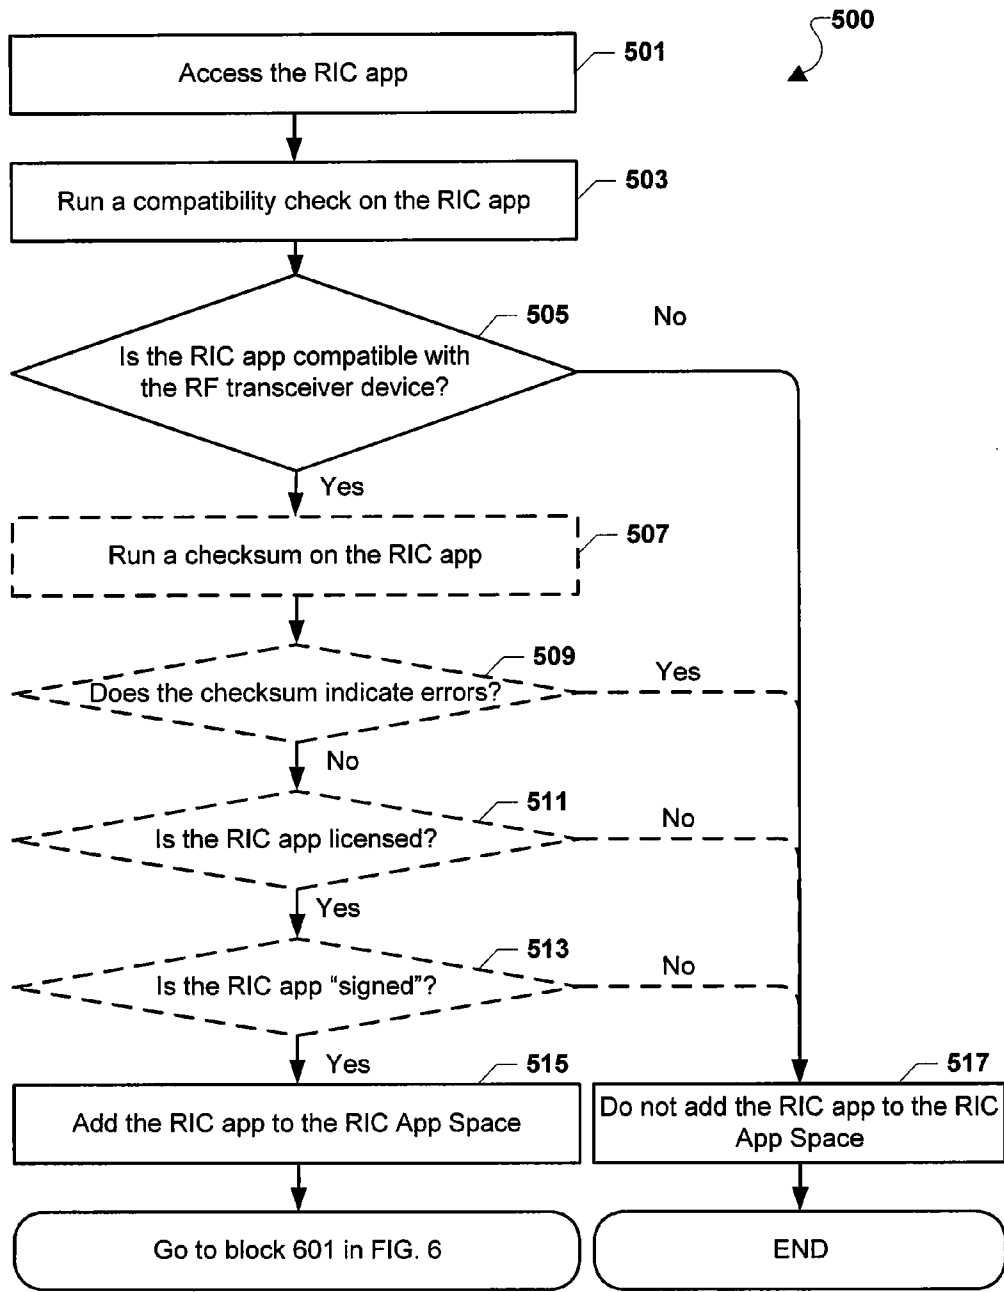 500
501
Access the RIC app
503
Run a compatibility check on the RIC app
505
No
Is the RIC app compatible with
the RF transceiver device?
Yes
507
Run a checksum on the RIC app
509
Yes
Does the checksum indicate errors?
No
511
No
Is the RIC app licensed?
Yes
513
No
Is the RIC app “signed”?
Yes
515
517
Add the RIC app to the RIC App Space
Do not add the RIC app to the RIC
App Space
Go to block 601 in FIG. 6
END